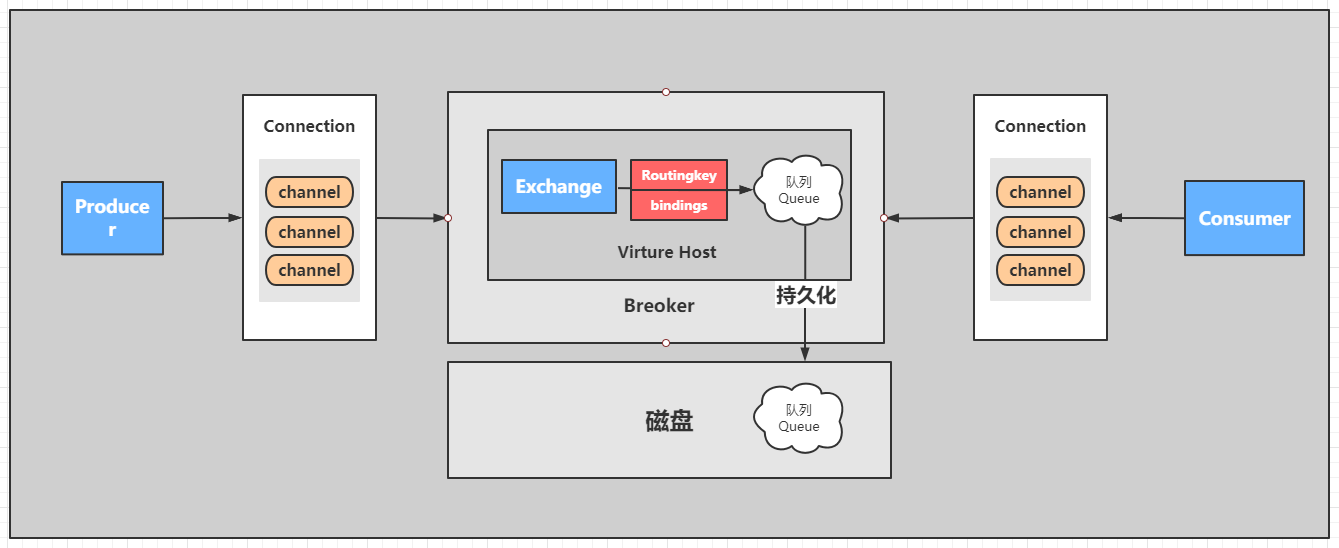 Produce
r
Connection
channel
channel
channel
Exchange
Routingkey
bindings
队列
Queue
Virture Host
Breoker
持久化
磁盘
队列
Queue
Connection
channel
channel
channel
Consumer